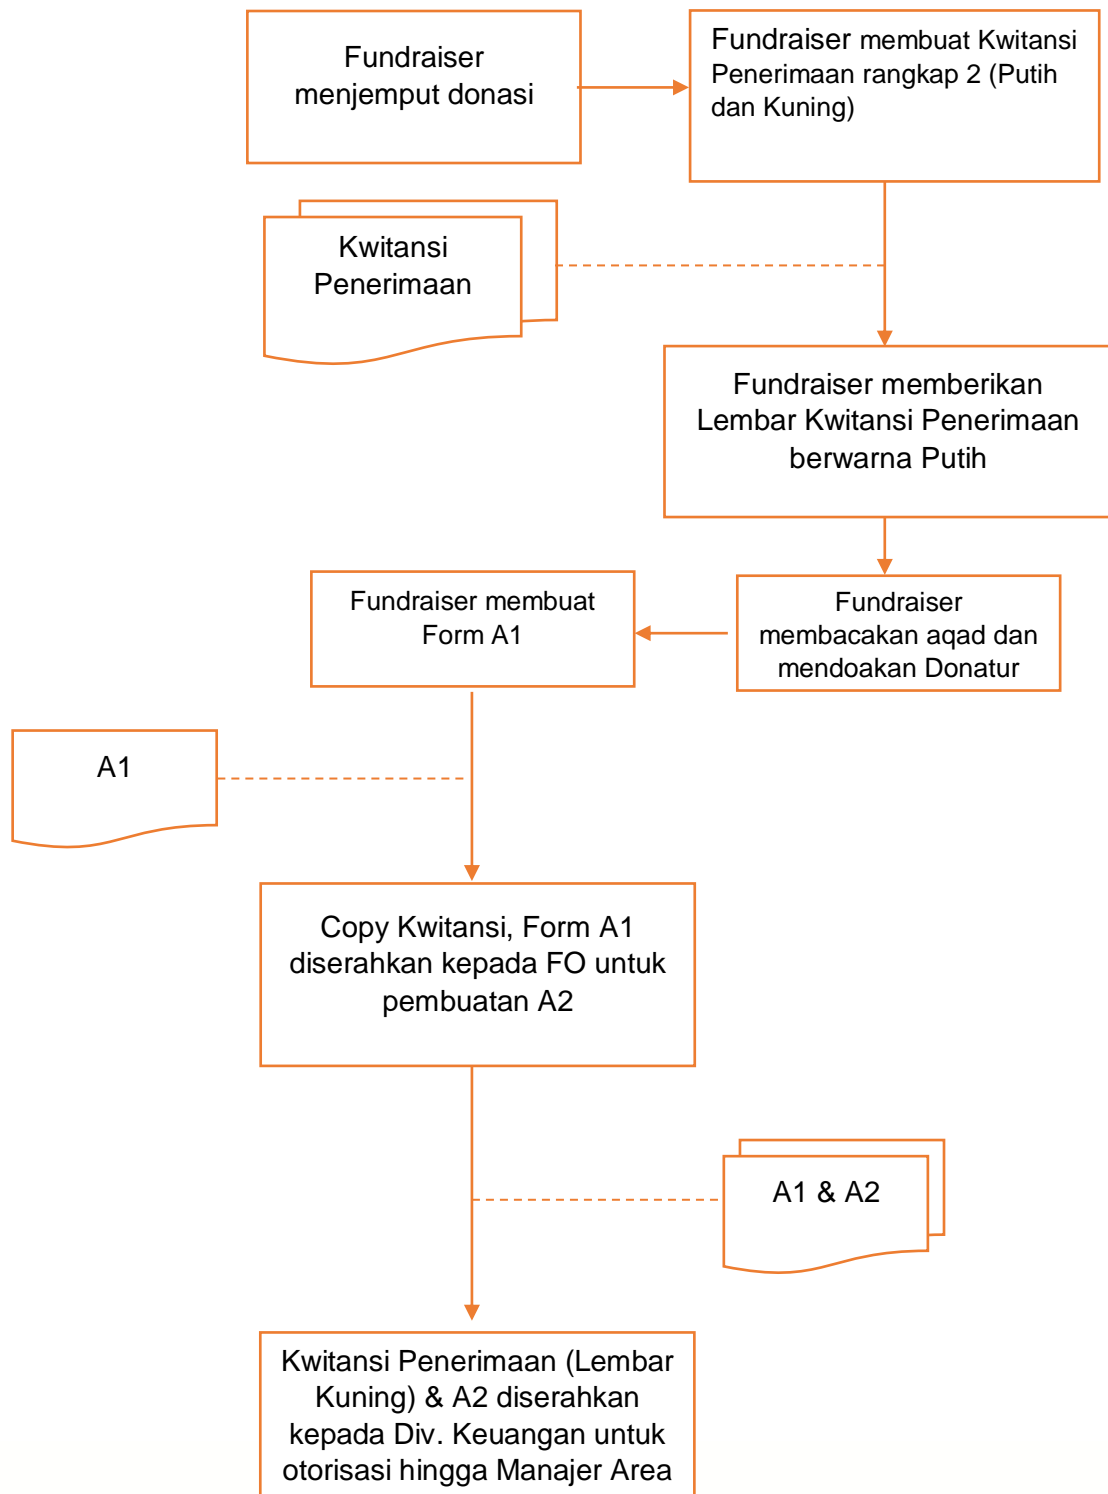 Fundraiser
menjemput donasi
Fundraiser membuat Kwitansi
Penerimaan rangkap 2 (Putih
dan Kuning)
Kwitansi
Penerimaan
Fundraiser memberikan
Lembar Kwitansi Penerimaan
berwarna Putih
Fundraiser
membacakan aqad dan
mendoakan Donatur
Fundraiser membuat
Form A1
A1
Copy Kwitansi, Form A1
diserahkan kepada FO untuk
pembuatan A2
A1 & A2
Kwitansi Penerimaan (Lembar
Kuning) & A2 diserahkan
kepada Div. Keuangan untuk
otorisasi hingga Manajer Area